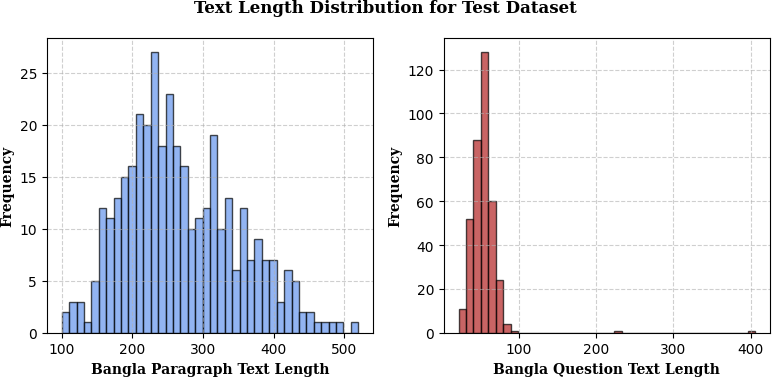 Text Length Distribution for Test Dataset
Frequency
25
20
15
10
5
0
100 200 300 400 500
Bangla Paragraph Text Length
Frequency
120
100
80
60
40
20
0
100 200 300 400
Bangla Question Text Length